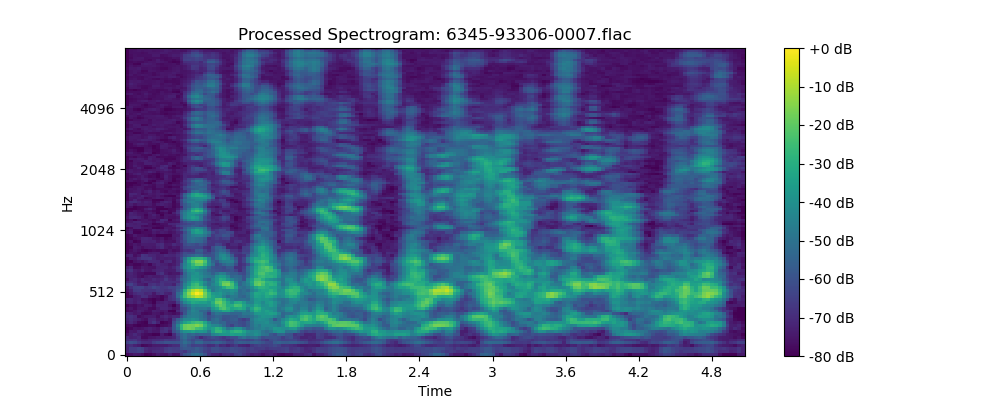 Processed Spectrogram: 6345-93306-0007.flac
Hz
4096
2048
1024
512
0
0 0.6 1.2 1.8 2.4 3 3.6 4.2 4.8
Time
+0 dB
-10 dB
-20 dB
-30 dB
-40 dB
-50 dB
-60 dB
-70 dB
-80 dB